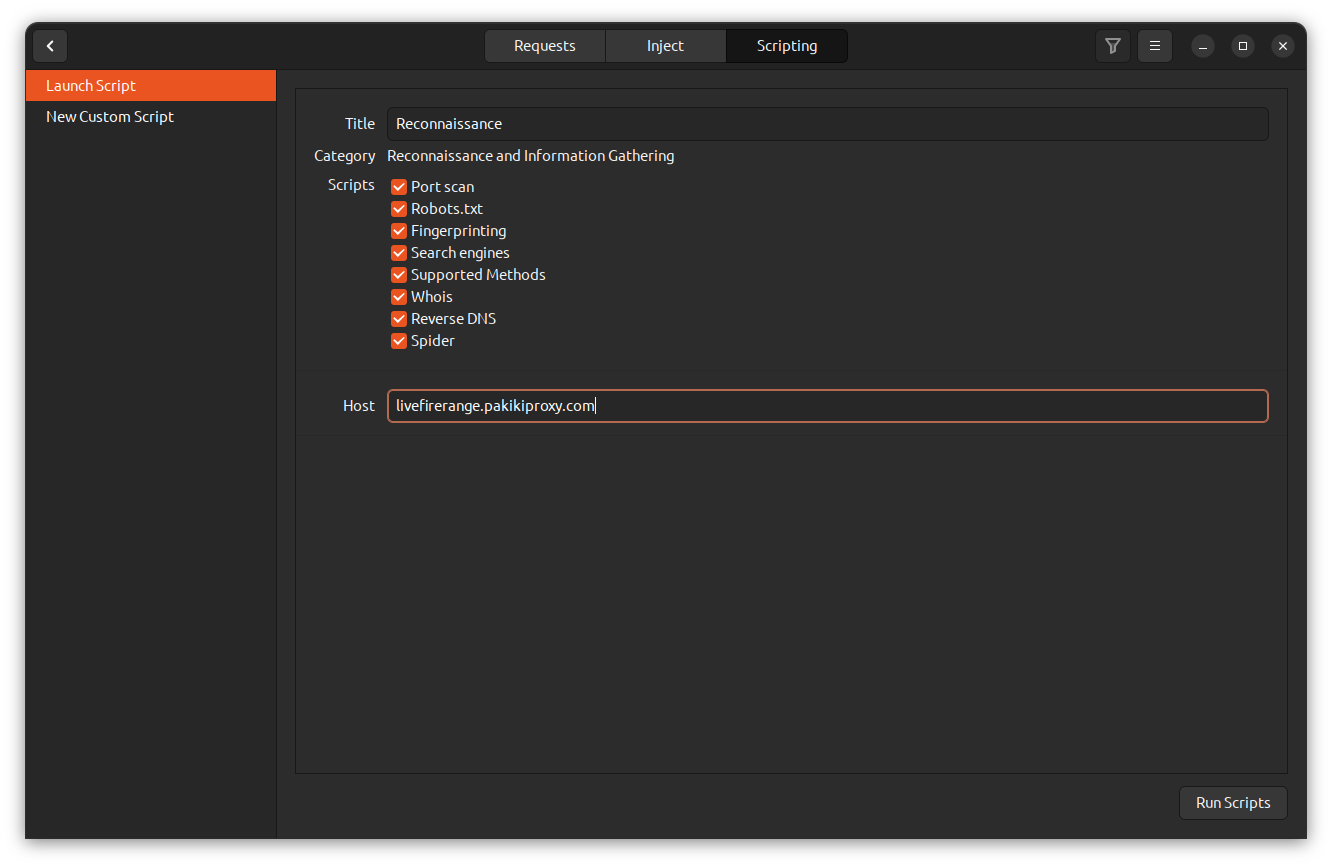 Requests Inject Scripting
Launch Script
New Custom Script
Title Reconnaissance
Category Reconnaissance and Information Gathering
Scripts Port scan
Robots.txt
Fingerprinting
Search engines
Supported Methods
Whois
Reverse DNS
Spider
Host livefirerange.pakikiproxy.com
Run Scripts